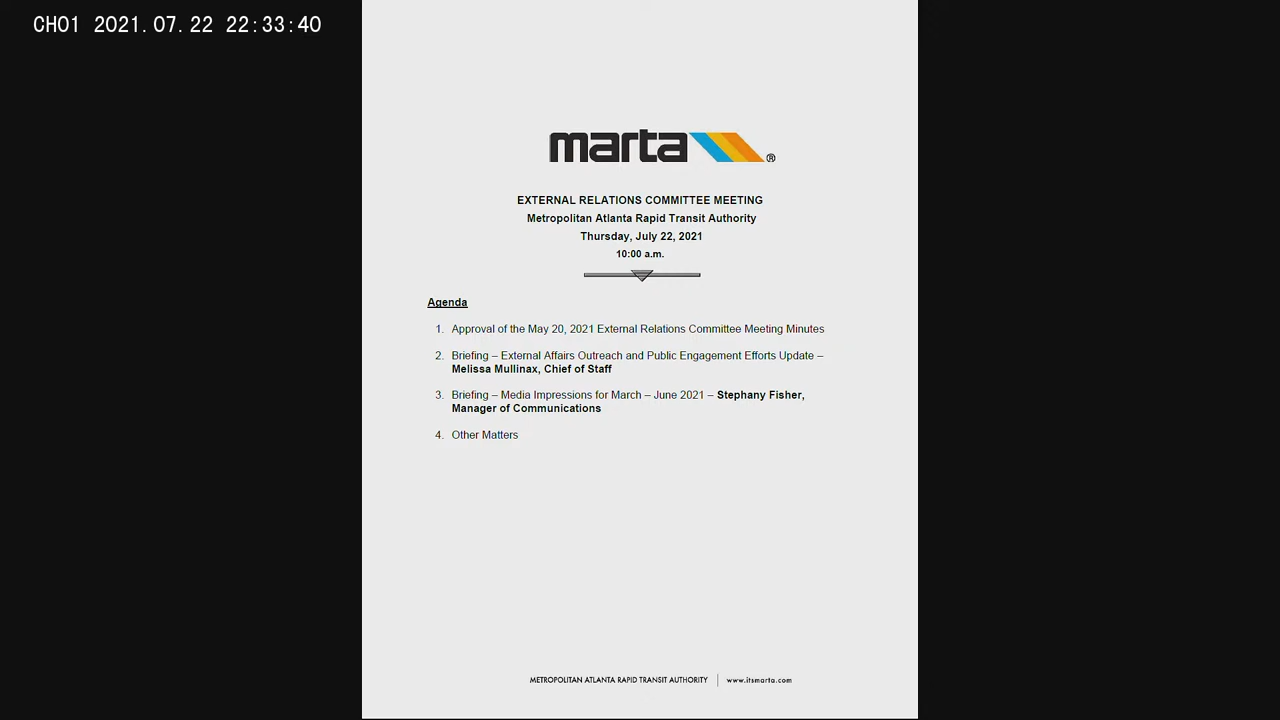 CH01 2021.07.22 22:33:40
marta ®
EXTERNAL RELATIONS COMMITTEE MEETING
Metropolitan Atlanta Rapid Transit Authority
Thursday, July 22, 2021
10:00 a.m.
Agenda
1. Approval of the May 20, 2021 External Relations Committee Meeting Minutes
2. Briefing – External Affairs Outreach and Public Engagement Efforts Update –
Melissa Mullinax, Chief of Staff
3. Briefing – Media Impressions for March – June 2021 – Stephany Fisher,
Manager of Communications
4. Other Matters
METROPOLITAN ATLANTA RAPID TRANSIT AUTHORITY | www.itsmarta.com